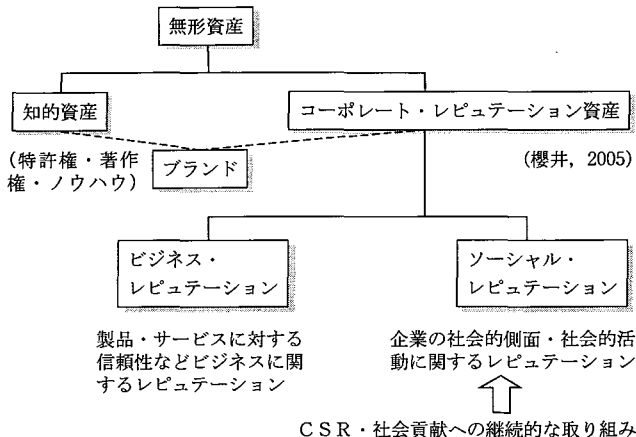 無形資産
知的資産
コーポレート・レピュテーション資産
(特許権・著作
権・ノウハウ)
ブランド
(櫻井, 2005)
ビジネス・
レピュテーション
ソーシャル・
レピュテーション
製品・サービスに対する
信頼性などビジネスに関
するレピュテーション
企業の社会的側面・社会的活
動に関するレピュテーション
CSR・社会貢献への継続的な取り組み